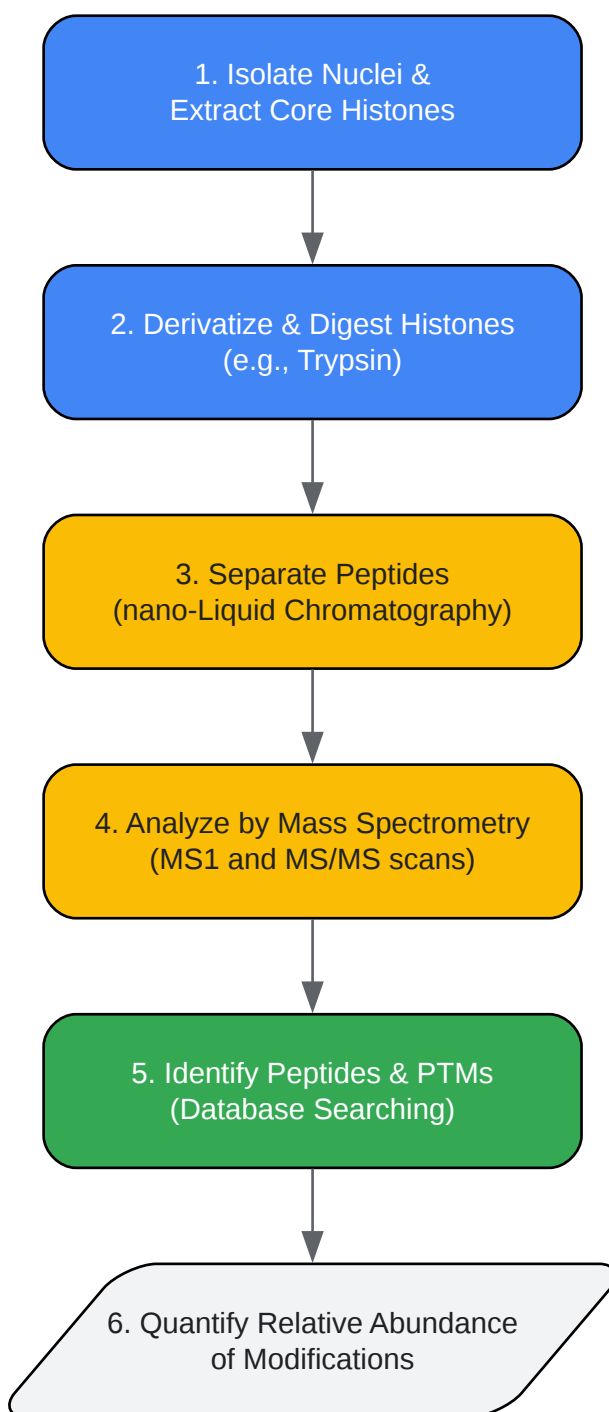 1. Isolate Nuclei &
Extract Core Histones
2. Derivatize & Digest Histones
(e.g., Trypsin)
3. Separate Peptides
(nano-Liquid Chromatography)
4. Analyze by Mass Spectrometry
(MS1 and MS/MS scans)
5. Identify Peptides & PTMs
(Database Searching)
6. Quantify Relative Abundance
of Modifications